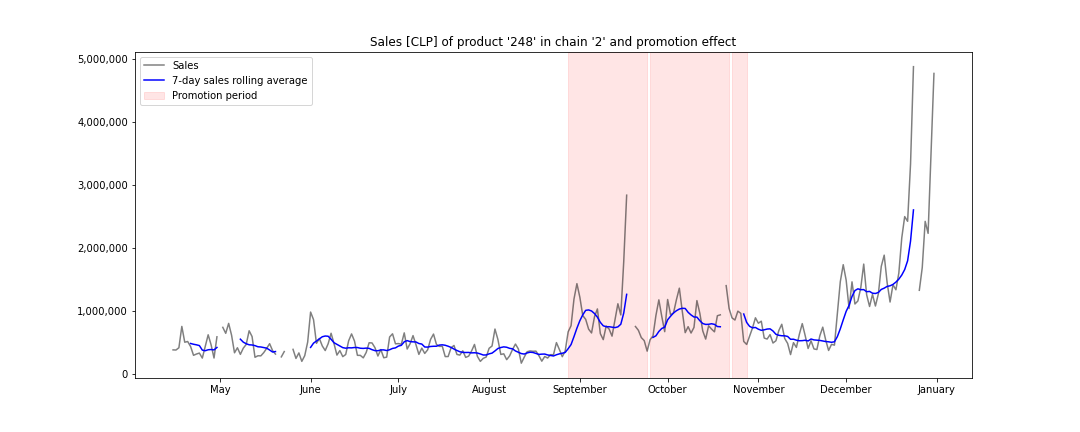 Sales [CLP] of product '248' in chain '2' and promotion effect
5,000,000
4,000,000
3,000,000
2,000,000
1,000,000
0
Sales
7-day sales rolling average
Promotion period
May June July August September October November December January